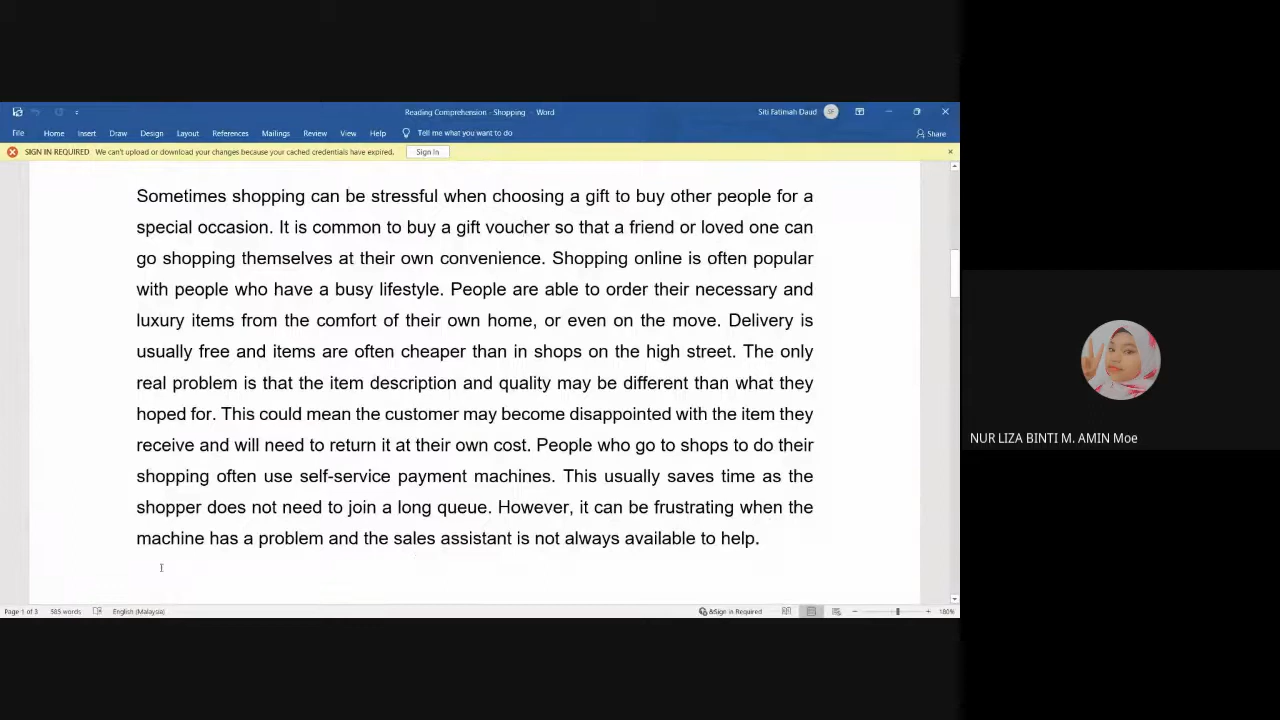 Reading Comprehension - Shopping - Word
Siti Fatimah Daud
SF
File Home Insert Draw Design Layout References Mailings Review View Help Tell me what you want to do
Share
SIGN IN REQUIRED We can't upload or download your changes because your cached credentials have expired. Sign In
Sometimes shopping can be stressful when choosing a gift to buy other people for a
special occasion. It is common to buy a gift voucher so that a friend or loved one can
go shopping themselves at their own convenience. Shopping online is often popular
with people who have a busy lifestyle. People are able to order their necessary and
luxury items from the comfort of their own home, or even on the move. Delivery is
usually free and items are often cheaper than in shops on the high street. The only
real problem is that the item description and quality may be different than what they
hoped for. This could mean the customer may become disappointed with the item they
receive and will need to return it at their own cost. People who go to shops to do their
shopping often use self-service payment machines. This usually saves time as the
shopper does not need to join a long queue. However, it can be frustrating when the
machine has a problem and the sales assistant is not always available to help.
NUR LIZA BINTI M. AMIN Moe
Page 1 of 3 585 words English (Malaysia)
&Sign in Required
180%